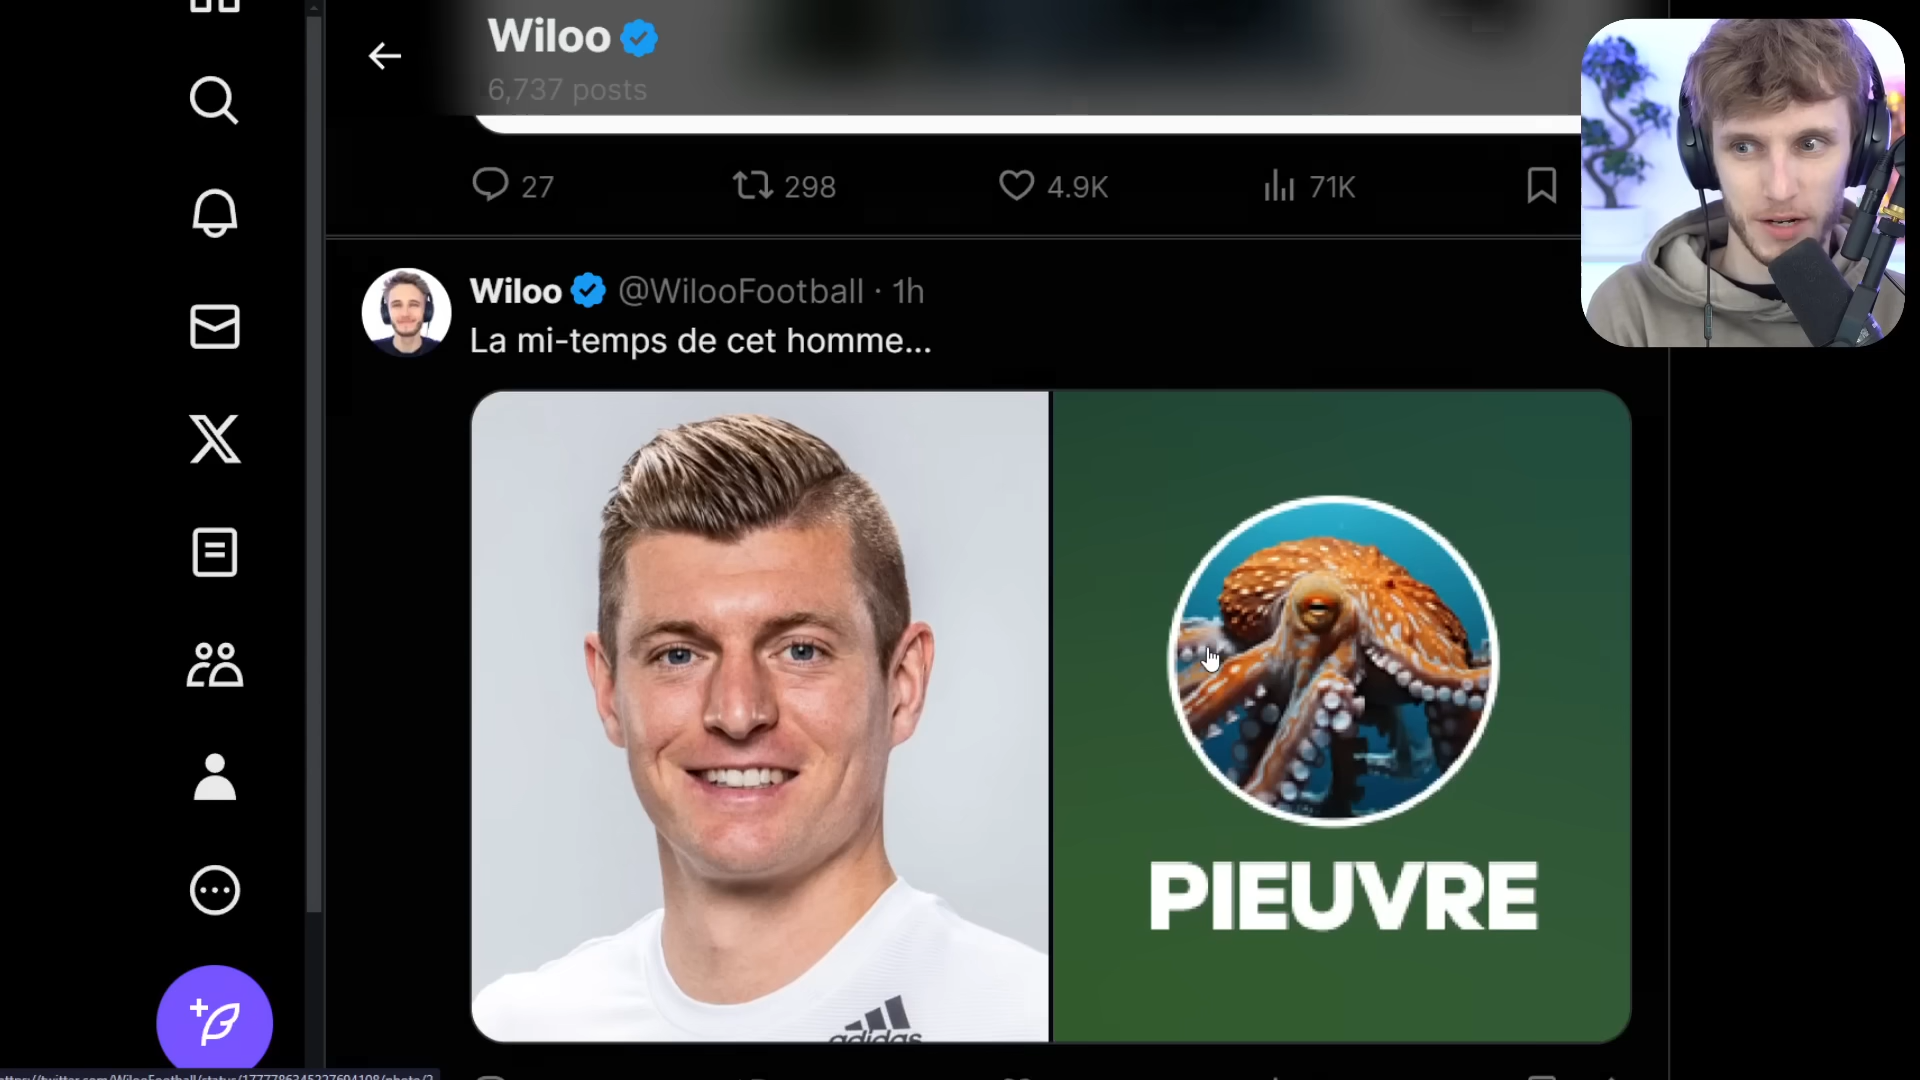 Wiloo
6,737 posts
27 298 4.9K 71K
Wiloo @WilooFootball · 1h
La mi-temps de cet homme...
PIEUVRE
adidas